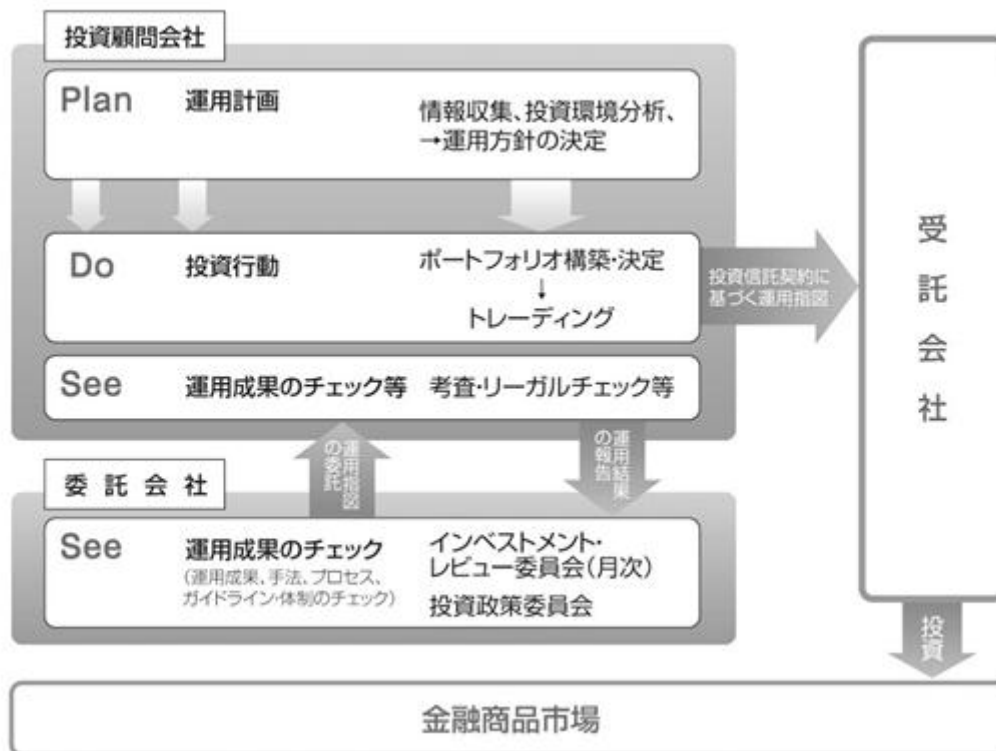 投資顧問会社
Plan
運用計画
情報収集、投資環境分析、
→運用方針の決定
Do
投資行動
ポートフォリオ構築・決定
↓
トレーディング
投資信託契約に
基づく運用指図
See
運用成果のチェック等
考査・リーガルチェック等
運用指図
の委託
運用結果
の報告
委託会社
See
運用成果のチェック
(運用成果、手法、プロセス、
ガイドライン・体制のチェック)
インベストメント・
レビュー委員会(月次)
投資政策委員会
受託会社
投資
金融商品市場